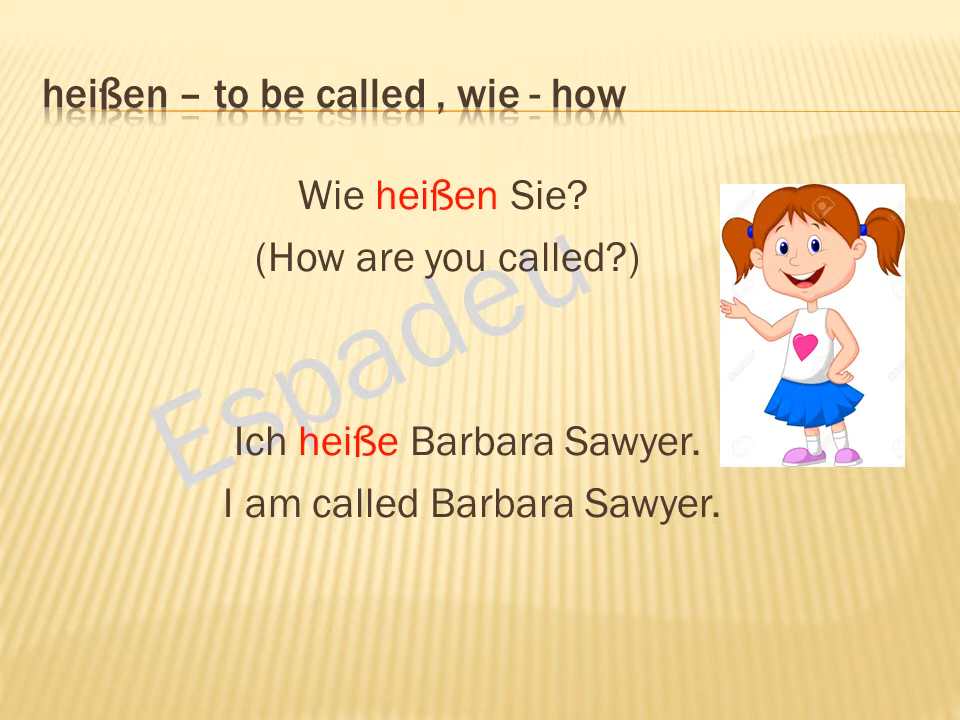 heißen – to be called , wie - how
Wie heißen Sie?
(How are you called?)
Espadeu
Ich heiße Barbara Sawyer.
I am called Barbara Sawyer.